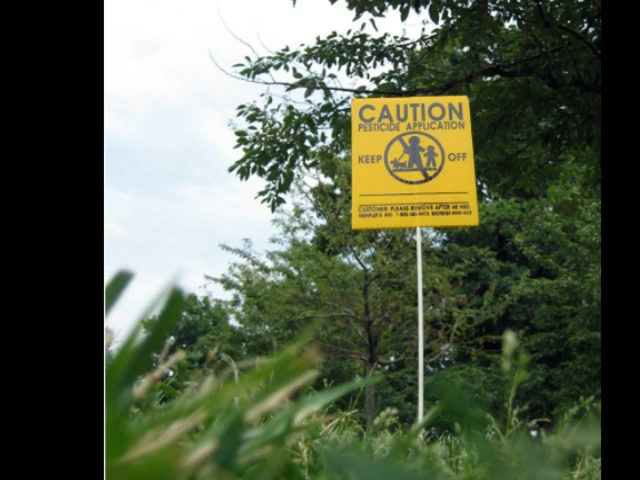 CAUTION
PESTICIDE APPLICATION
KEEP OFF
CUSTOMER: PLEASE REMOVE AFTER 48 HRS.